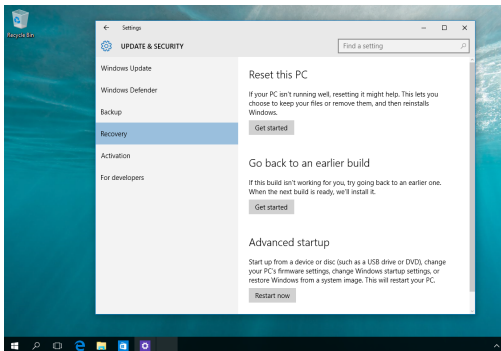 Recycle Bin
Settings
UPDATE & SECURITY
Find a setting
Windows Update
Windows Defender
Backup
Recovery
Activation
For developers
Reset this PC
If your PC isn't running well, resetting it might help. This lets you
choose to keep your files or remove them, and then reinstalls
Windows.
Get started
Go back to an earlier build
If this build isn't working for you, try going back to an earlier one.
When the next build is ready, we'll install it.
Get started
Advanced startup
Start up from a device or disc (such as a USB drive or DVD), change
your PC's firmware settings, change Windows startup settings, or
restore Windows from a system image. This will restart your PC.
Restart now